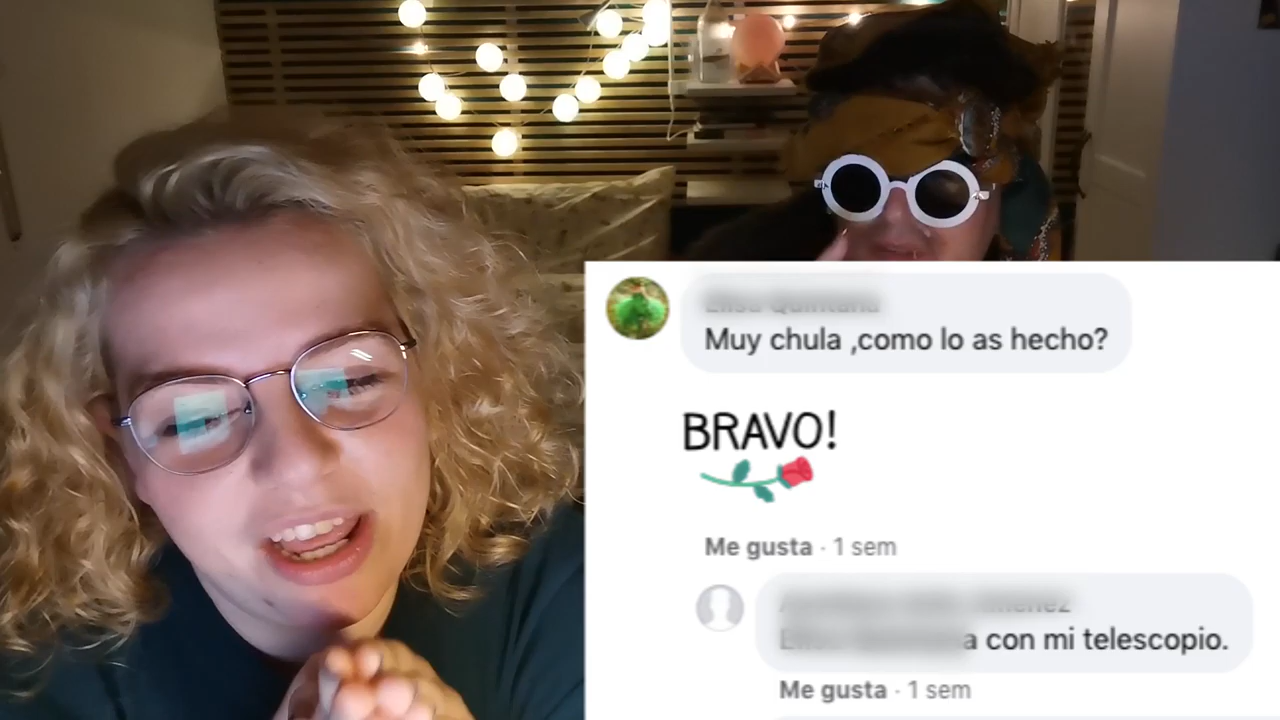 Muy chula ,como lo as hecho?
BRAVO!
Me gusta · 1 sem
con mi telescopio.
Me gusta · 1 sem